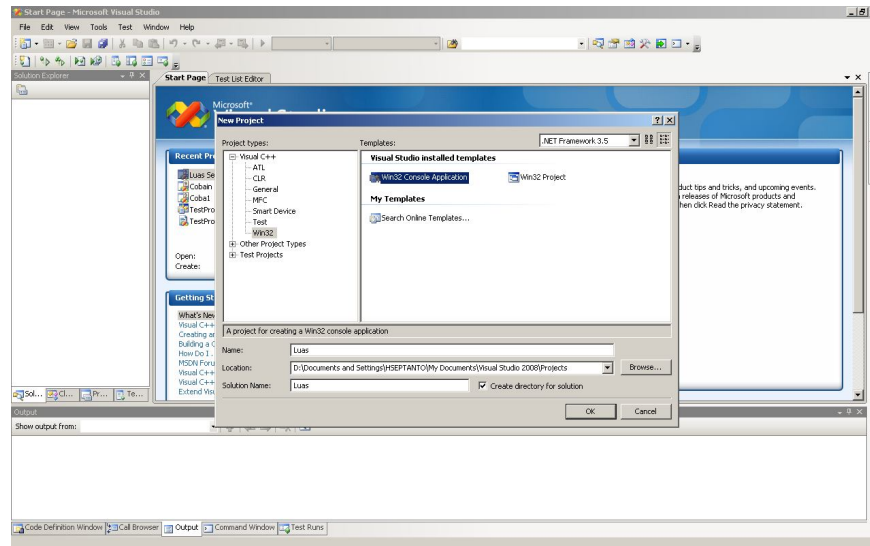 Start Page - Microsoft Visual Studio
File Edit View Tools Test Window Help
Solution Explorer
Start Page Test List Editor
Microsoft®
New Project
Project types:
Templates:
.NET Framework 3.5
Visual C++
ATL
CLR
General
MFC
Smart Device
Test
Win32
Other Project Types
Test Projects
Visual Studio installed templates
Win32 Console Application
Win32 Project
My Templates
Search Online Templates...
A project for creating a Win32 console application
Name: Luas
Location: D:\Documents and Settings\HSEPTANTO\My Documents\Visual Studio 2008\Projects Browse...
Solution Name: Luas Create directory for solution
OK Cancel
Recent Pr
Luas Se
Cobain
Coba1
TestPro
TestPro
Open:
Create:
duct tips and tricks, and upcoming events.
releases of Microsoft products and
hen click Read the privacy statement.
Getting St
What's New
Visual C++
Creating an
Building a C
How Do I
MSDN Foru
Visual C++
Visual C++
Extend Visu
Sol... Cl... Pr... Te...
Output
Show output from:
Code Definition Window Call Browser Output Command Window Test Runs